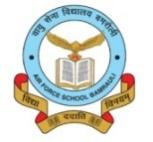 वायु सेना विद्यालय बमरौली
AIR FORCE SCHOOL BAMRAULI
विद्या ददाति विनयम्